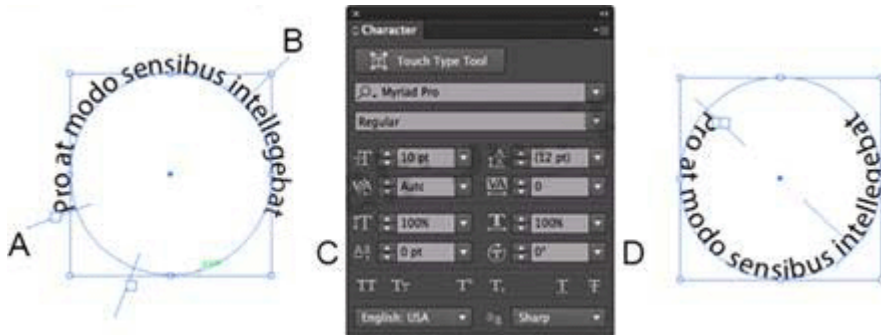 B
Pro at modo sensibus intellegebat
A
C
Character
Touch Type Tool
Myriad Pro
Regular
10 pt (12 pt)
Auto 0
100% 100%
0 pt 0°
English: USA Sharp
D
Pro at modo sensibus intellegebat